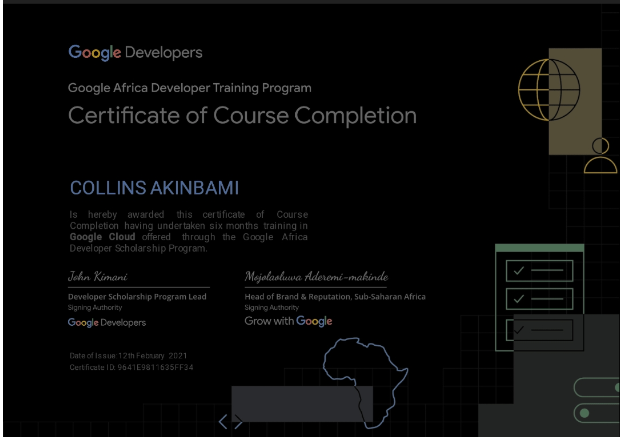 Google Developers
Google Africa Developer Training Program
Certificate of Course Completion
COLLINS AKINBAMI
Is hereby awarded this certificate of Course
Completion having undertaken six months training in
Google Cloud offered through the Google Africa
Developer Scholarship Program.
John Kimani
Mojolaoluwa Aderemi-makinde
Developer Scholarship Program Lead
Head of Brand & Reputation, Sub-Saharan Africa
Signing Authority
Signing Authority
Google Developers
Grow with Google
Date of Issue: 12th February 2021
Certificate ID: 9641E9811635FF34